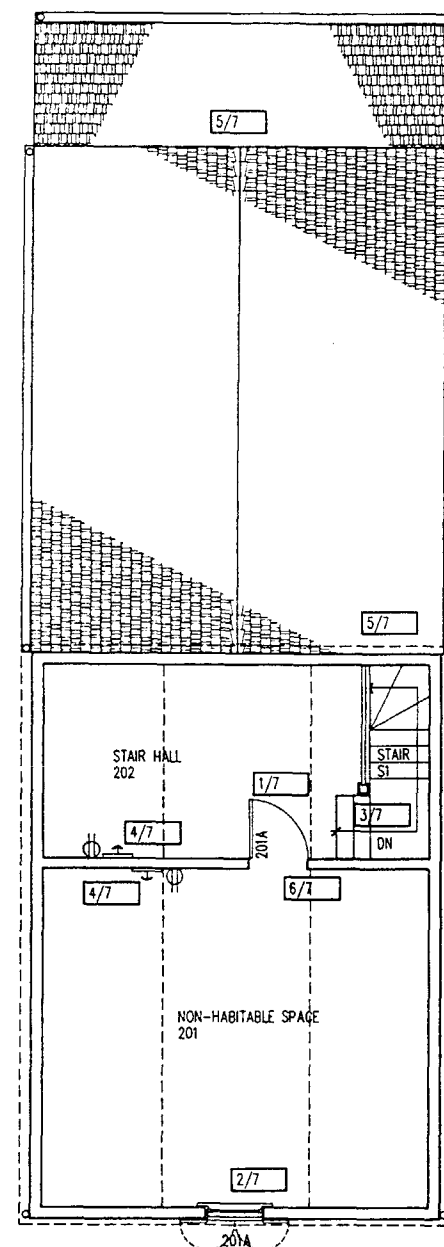 5/7
5/7
STAIR HALL
202
STAIR
S1
1/7
3/7
4/7
201A
DN
4/7
6/7
NON-HABITABLE SPACE
201
2/7
201A